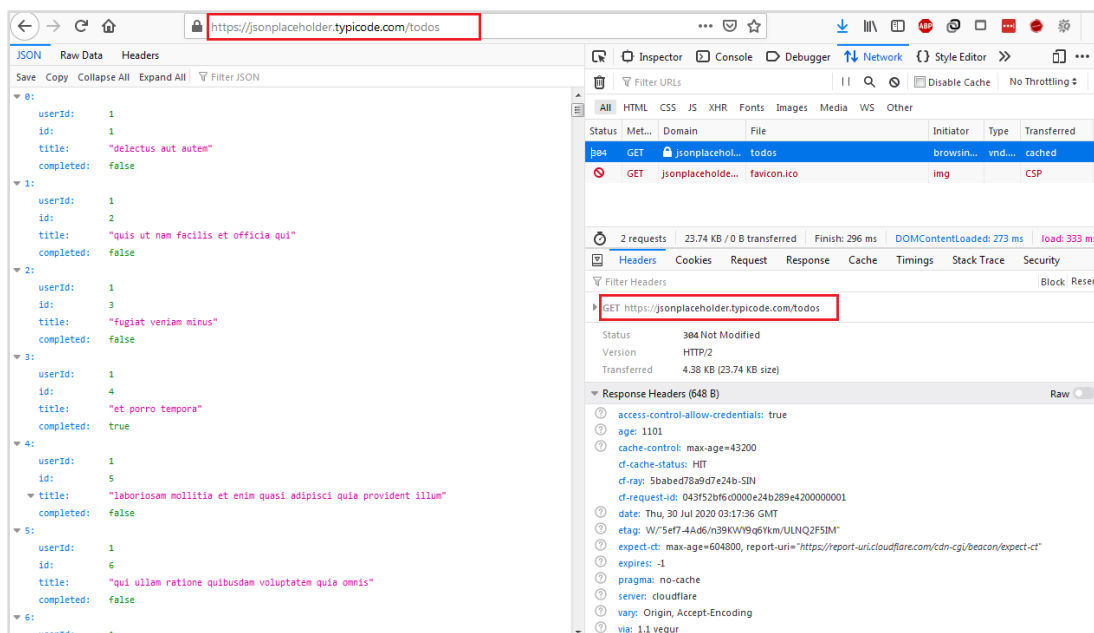 https://jsonplaceholder.typicode.com/todos
JSON Raw Data Headers
Save Copy Collapse All Expand All Filter JSON
0:
userId: 1
id: 1
title: "delectus aut autem"
completed: false
1:
userId: 1
id: 2
title: "quis ut nam facilis et officia qui"
completed: false
2:
userId: 1
id: 3
title: "fugiat veniam minus"
completed: false
3:
userId: 1
id: 4
title: "et porro tempora"
completed: true
4:
userId: 1
id: 5
title: "laboriosam mollitia et enim quasi adipisci quia provident illum"
completed: false
5:
userId: 1
id: 6
title: "qui ullam ratione quibusdam voluptatem quia omnis"
completed: false
6:
Inspector Console Debugger Network Style Editor
Filter URLs Disable Cache No Throttling
All HTML CSS JS XHR Fonts Images Media WS Other
Status Met... Domain File Initiator Type Transferred
304 GET jsonplacehol... todos browsin... vnd.... cached
GET jsonplaceholde... favicon.ico img CSP
2 requests 23.74 KB / 0 B transferred Finish: 296 ms DOMContentLoaded: 273 ms load: 333 m
Headers Cookies Request Response Cache Timings Stack Trace Security
Filter Headers Block Reser
GET https://jsonplaceholder.typicode.com/todos
Status 304 Not Modified
Version HTTP/2
Transferred 4.38 KB (23.74 KB size)
Response Headers (648 B) Raw
access-control-allow-credentials: true
age: 1101
cache-control: max-age=43200
cf-cache-status: HIT
cf-ray: 5babed78a9d7e24b-SIN
cf-request-id: 043f52bf6c0000e24b289e4200000001
date: Thu, 30 Jul 2020 03:17:36 GMT
etag: W/"5ef7-4Ad6/n39KWY9q6Ykm/ULNQ2F5IM"
expect-ct: max-age=604800, report-uri="https://report-uri.cloudflare.com/cdn-cgi/beacon/expect-ct"
expires: -1
pragma: no-cache
server: cloudflare
vary: Origin, Accept-Encoding
via: 1.1 vegur